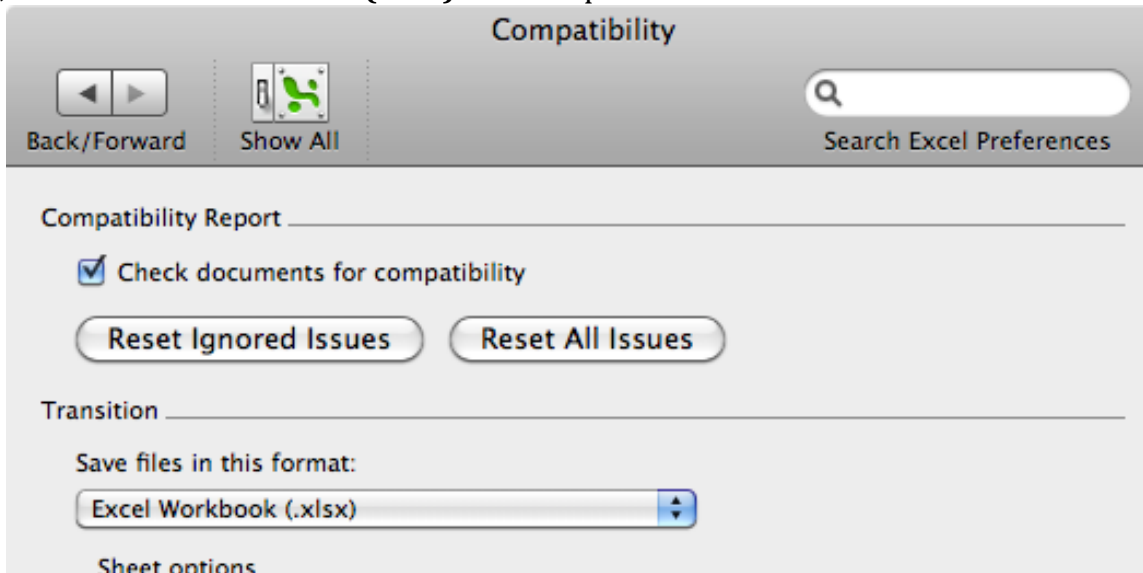 Compatibility
Back/Forward Show All Search Excel Preferences
Compatibility Report
Check documents for compatibility
Reset Ignored Issues Reset All Issues
Transition
Save files in this format:
Excel Workbook (.xlsx)
Sheet options